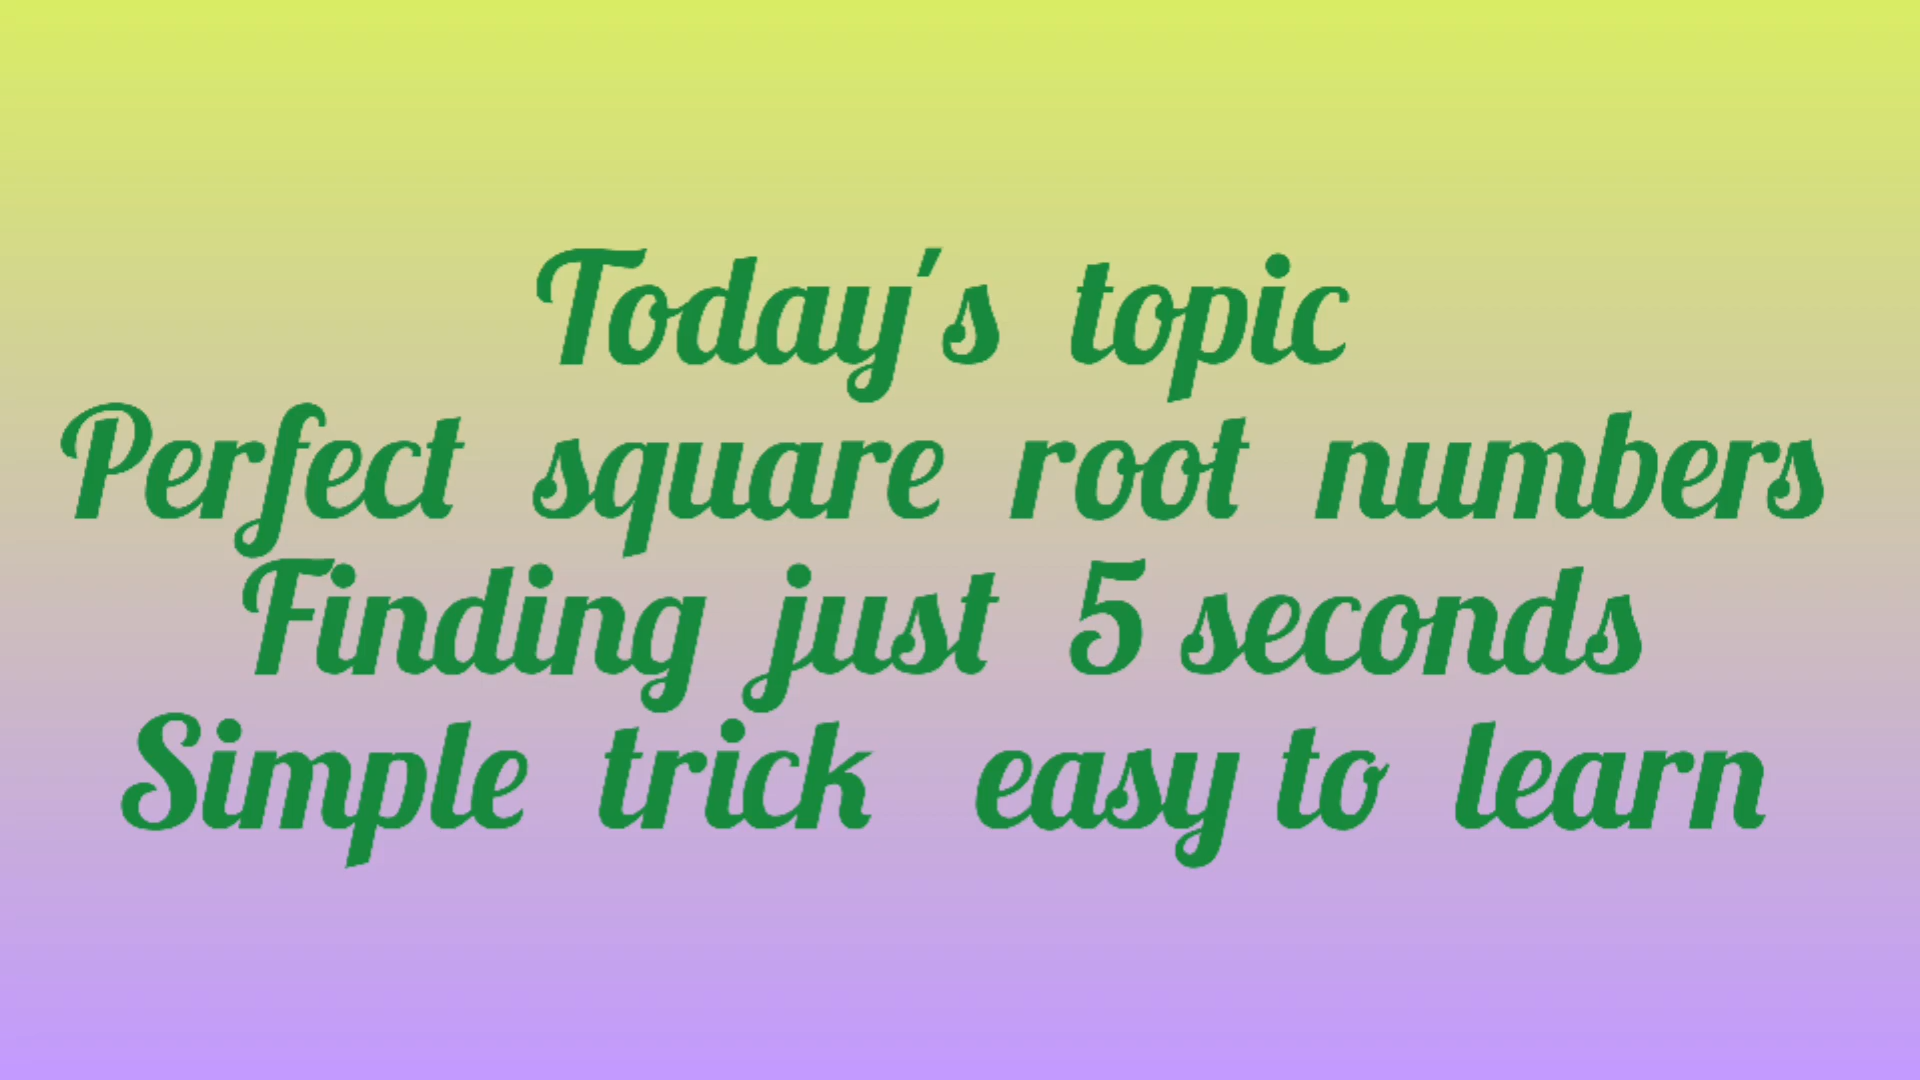 Today's topic
Perfect square root numbers
Finding just 5 seconds
Simple trick easy to learn